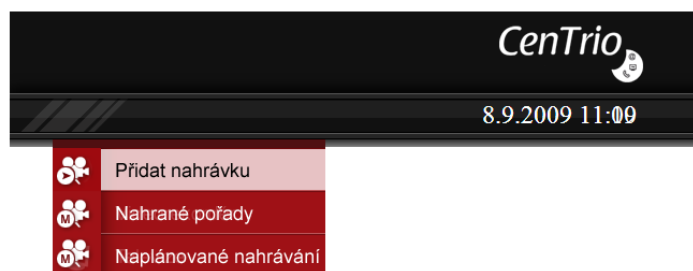 CenTrio
8.9.2009 11:09
Přidat nahrávku
M Nahrané pořady
M Naplánované nahrávání